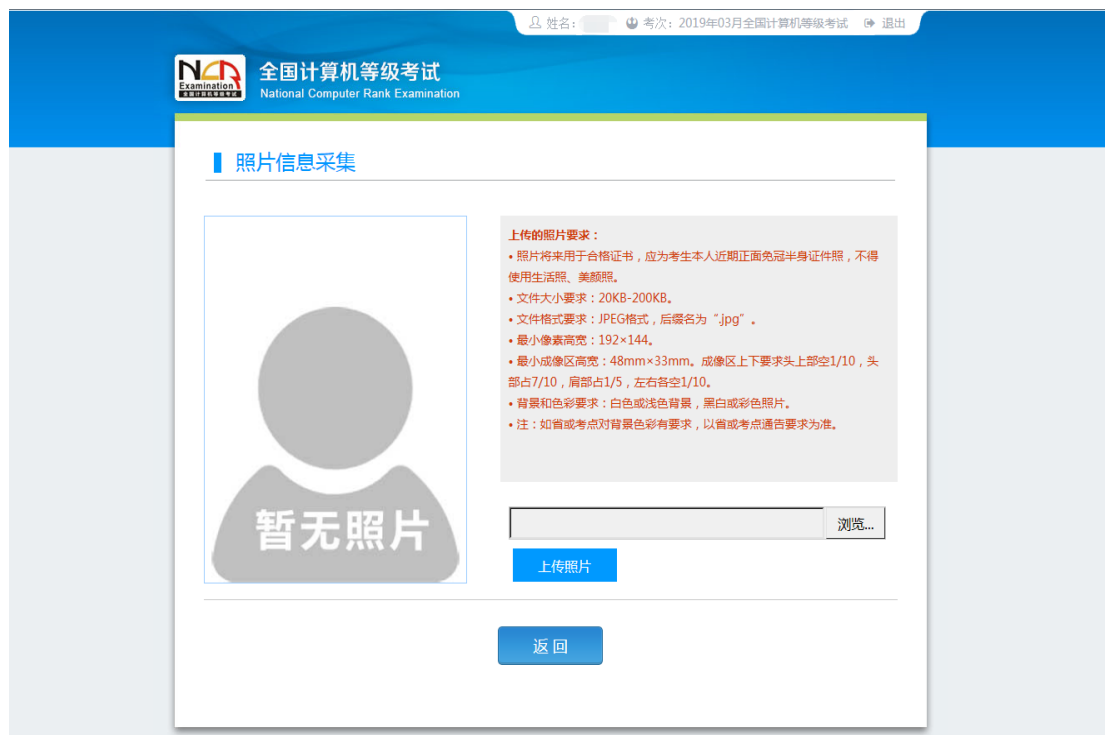 姓名： 考次：2019年03月全国计算机等级考试 退出
NCR
Examination
全国计算机等级考试
全国计算机等级考试
National Computer Rank Examination
照片信息采集
上传的照片要求：
• 照片将来用于合格证书，应为考生本人近期正面免冠半身证件照，不得
使用生活照、美颜照。
• 文件大小要求：20KB-200KB。
• 文件格式要求：JPEG格式，后缀名为“.jpg”。
• 最小像素高宽：192×144。
• 最小成像区高宽：48mm×33mm。成像区上下要求头上部空1/10，头
部占7/10，肩部占1/5，左右各空1/10。
• 背景和色彩要求：白色或浅色背景，黑白或彩色照片。
• 注：如省或考点对背景色彩有要求，以省或考点通告要求为准。
暂无照片
浏览...
上传照片
返回